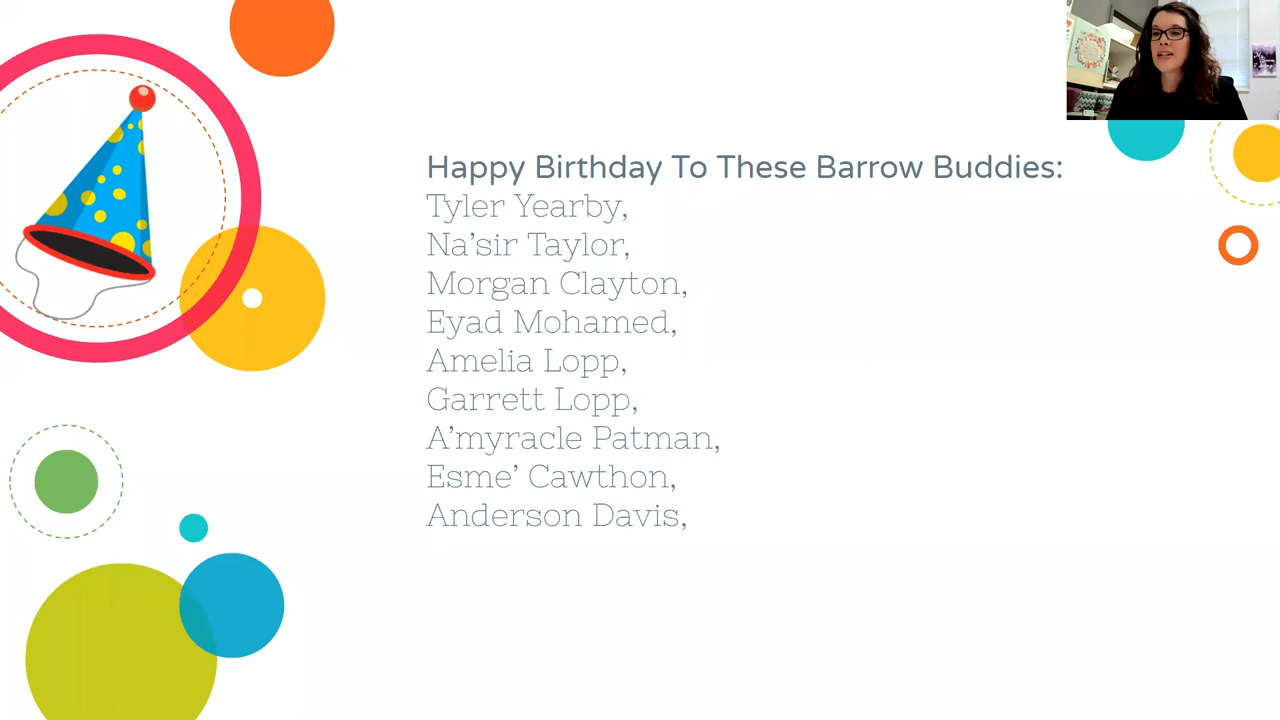 Happy Birthday To These Barrow Buddies:
Tyler Yearby,
Na’sir Taylor,
Morgan Clayton,
Eyad Mohamed,
Amelia Lopp,
Garrett Lopp,
A’myracle Patman,
Esme’ Cawthon,
Anderson Davis,